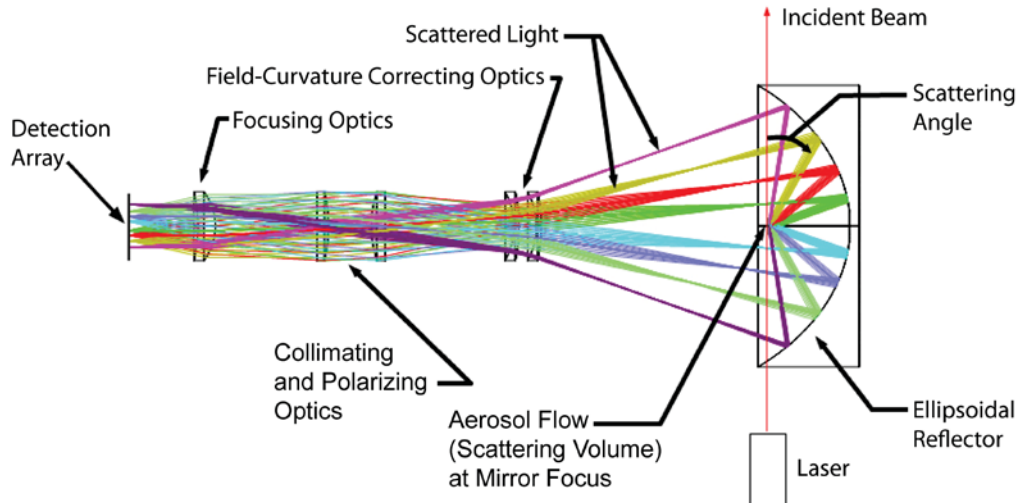 Incident Beam
Scattered Light
Field-Curvature Correcting Optics
Scattering
Angle
Detection
Array
Focusing Optics
Collimating
and Polarizing
Optics
Aerosol Flow
(Scattering Volume)
at Mirror Focus
Ellipsoidal
Reflector
Laser